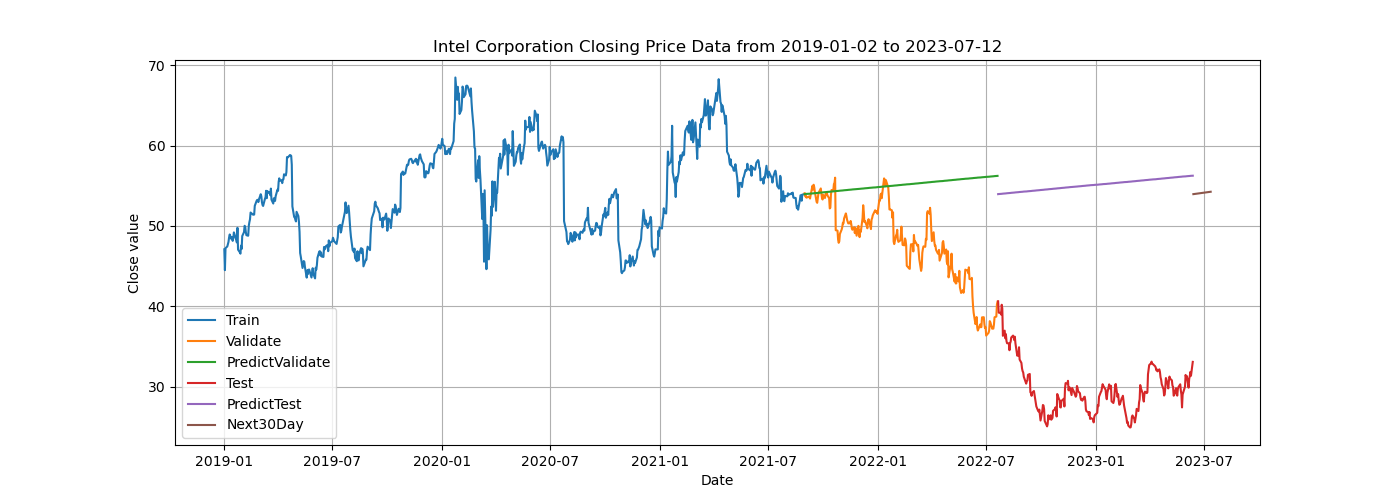 Intel Corporation Closing Price Data from 2019-01-02 to 2023-07-12
Close value
70
60
50
40
30
Train
Validate
PredictValidate
Test
PredictTest
Next30Day
2019-01 2019-07 2020-01 2020-07 2021-01 2021-07 2022-01 2022-07 2023-01 2023-07
Date